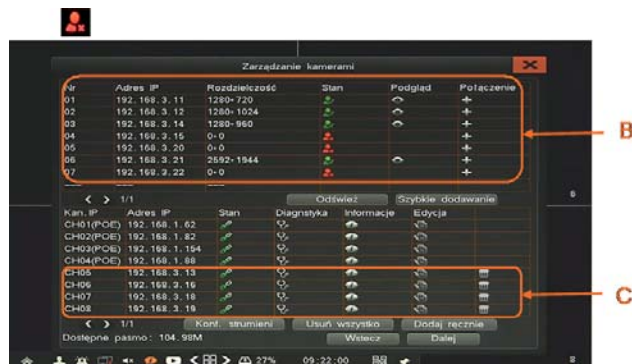 Zarządzanie kamerami
Nr Adres IP Rozdzielczość Stan Podgląd Połączenie
01 192.168.3.11 1280*720
02 192.168.3.12 1280*1024
03 192.168.3.14 1280*960
04 192.168.3.15 0*0
05 192.168.3.20 0*0
06 192.168.3.21 2592*1944
07 192.168.3.22 0*0
B
< > 1/1 Odśwież Szybkie dodawanie
6
Kan.IP Adres IP Stan Diagnstyka Informacje Edycja
CH01(POE) 192.168.1.62
CH02(POE) 192.168.1.82
CH03(POE) 192.168.1.154
CH04(POE) 192.168.1.88
CH05 192.168.3.13
CH06 192.168.3.16
CH07 192.168.3.18
CH08 192.168.3.19
C
< > 1/1 Konf. strumieni Usuń wszystko Dodaj ręcznie
Dostępne pasmo: 104.98M Wstecz Dalej
27% 09:22:00 8